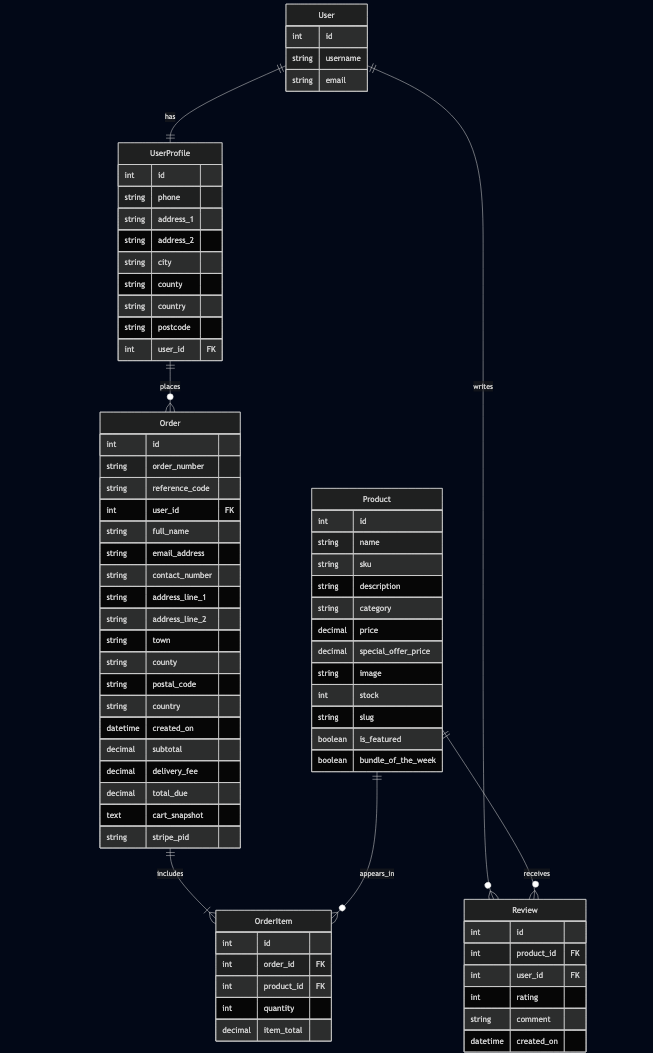 User
int id
string username
string email
has
UserProfile
int id
string phone
string address_1
string address_2
string city
string county
string country
string postcode
int user_id FK
places
writes
Order
int id
string order_number
string reference_code
int user_id FK
string full_name
string email_address
string contact_number
string address_line_1
string address_line_2
string town
string county
string postal_code
string country
datetime created_on
decimal subtotal
decimal delivery_fee
decimal total_due
text cart_snapshot
string stripe_pid
Product
int id
string name
string sku
string description
string category
decimal price
decimal special_offer_price
string image
int stock
string slug
boolean is_featured
boolean bundle_of_the_week
includes
appears_in
receives
OrderItem
int id
int order_id FK
int product_id FK
int quantity
decimal item_total
Review
int id
int product_id FK
int user_id FK
int rating
string comment
datetime created_on